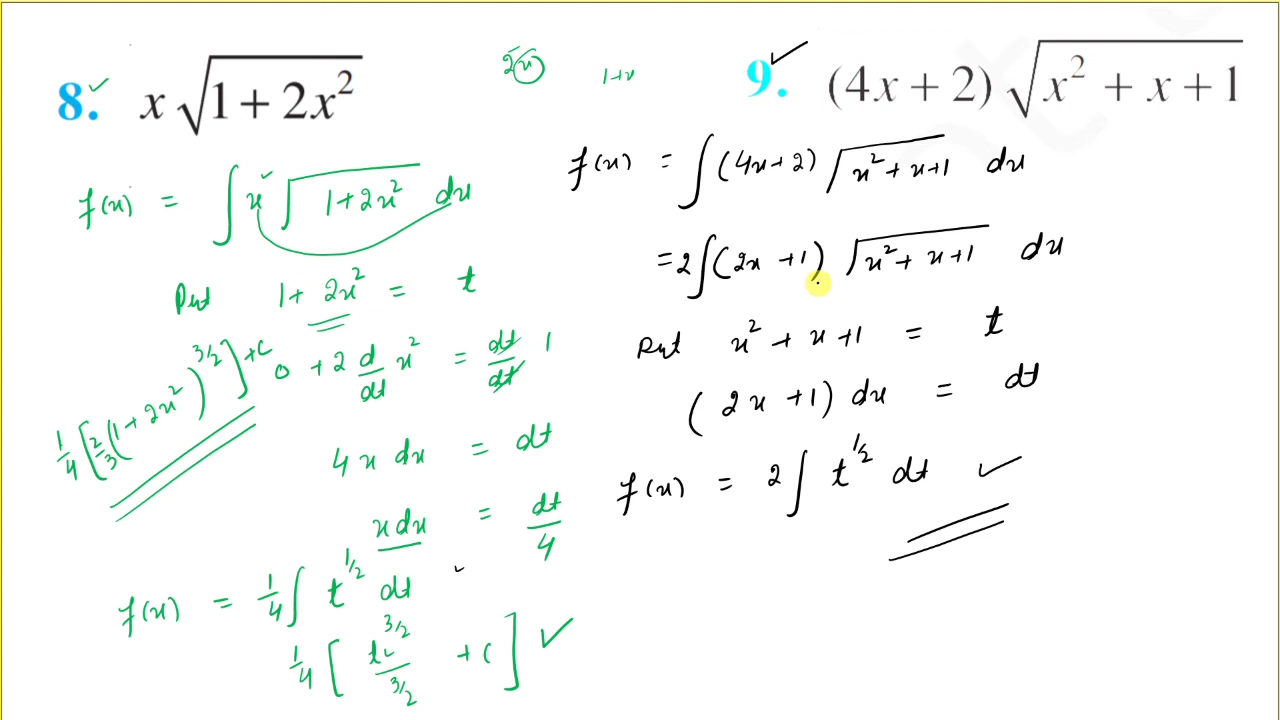 8. x√(1+2x²)
f(x) = ∫ x √(1+2x²) dx
Put 1+2x² = t
0 + 2 d/dt x² = dt/dt 1
4x dx = dt
x dx = dt/4
f(x) = 1/4 ∫ t^(1/2) dt
1/4 [ t^(3/2) / (3/2) + C ]
1/4 [ 2/3 (1+2x²)^(3/2) ] + C
2x 1+x
9. (4x+2)√(x²+x+1)
f(x) = ∫ (4x+2) √(x²+x+1) dx
= 2∫(2x+1) √(x²+x+1) dx
Put x²+x+1 = t
(2x+1) dx = dt
f(x) = 2∫ t^(1/2) dt